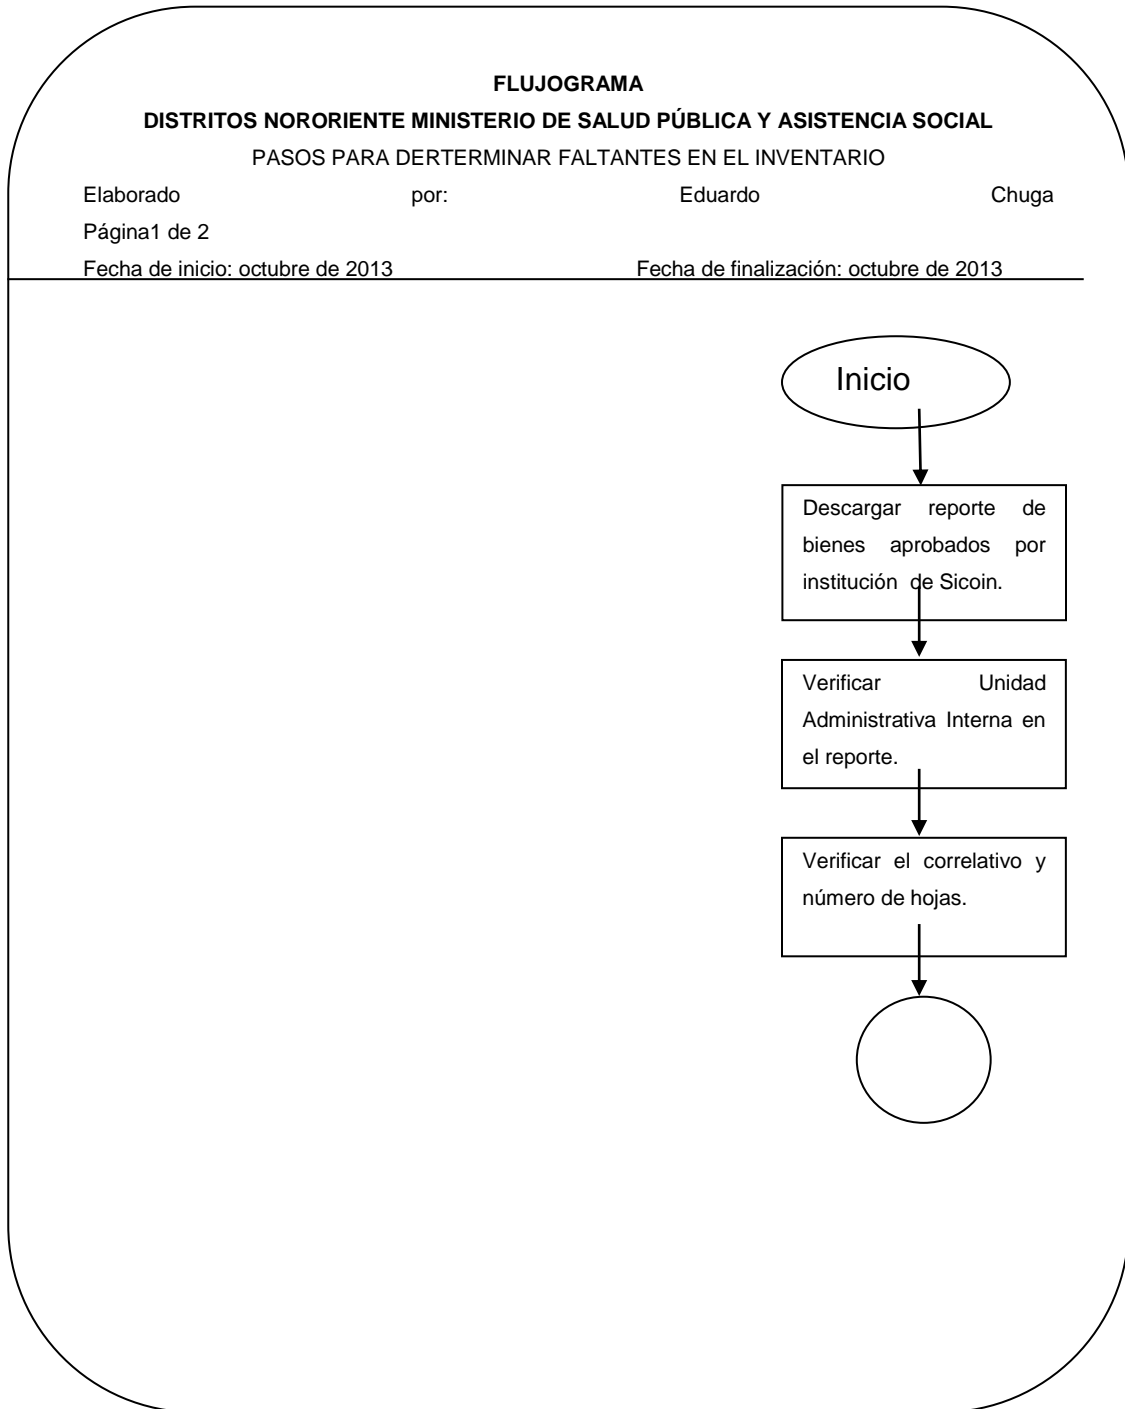 FLUJOGRAMA
DISTRITOS NORORIENTE MINISTERIO DE SALUD PÚBLICA Y ASISTENCIA SOCIAL
PASOS PARA DERTERMINAR FALTANTES EN EL INVENTARIO
Elaborado por: Eduardo Chuga
Página1 de 2
Fecha de inicio: octubre de 2013 Fecha de finalización: octubre de 2013
Inicio
Descargar reporte de
bienes aprobados por
institución de Sicoin.
Verificar Unidad
Administrativa Interna en
el reporte.
Verificar el correlativo y
número de hojas.